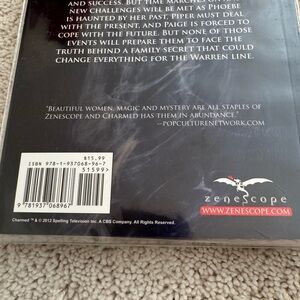 AND SUCCESS. BUT TIME MARCHES ON
NEW CHALLENGES WILL BE MET AS PHOEBE
IS HAUNTED BY HER PAST, PIPER MUST DEAL
WITH THE PRESENT, AND PAIGE IS FORCED TO
COPE WITH THE FUTURE. BUT NONE OF THOSE
EVENTS WILL PREPARE THEM TO FACE THE
TRUTH BEHIND A FAMILY SECRET THAT COULD
CHANGE EVERYTHING FOR THE WARREN LINE.
"BEAUTIFUL WOMEN, MAGIC AND MYSTERY ARE ALL STAPLES OF
ZENESCOPE AND CHARMED HAS THEM IN ABUNDANCE."
—POPCULTURENETWORK.COM
$15.99
ISBN 978-1-937068-96-7
51599>
9 781937 068967
zenescope
WWW.ZENESCOPE.COM
Charmed ™ & © 2012 Spelling Television Inc. A CBS Company. All Rights Reserved.